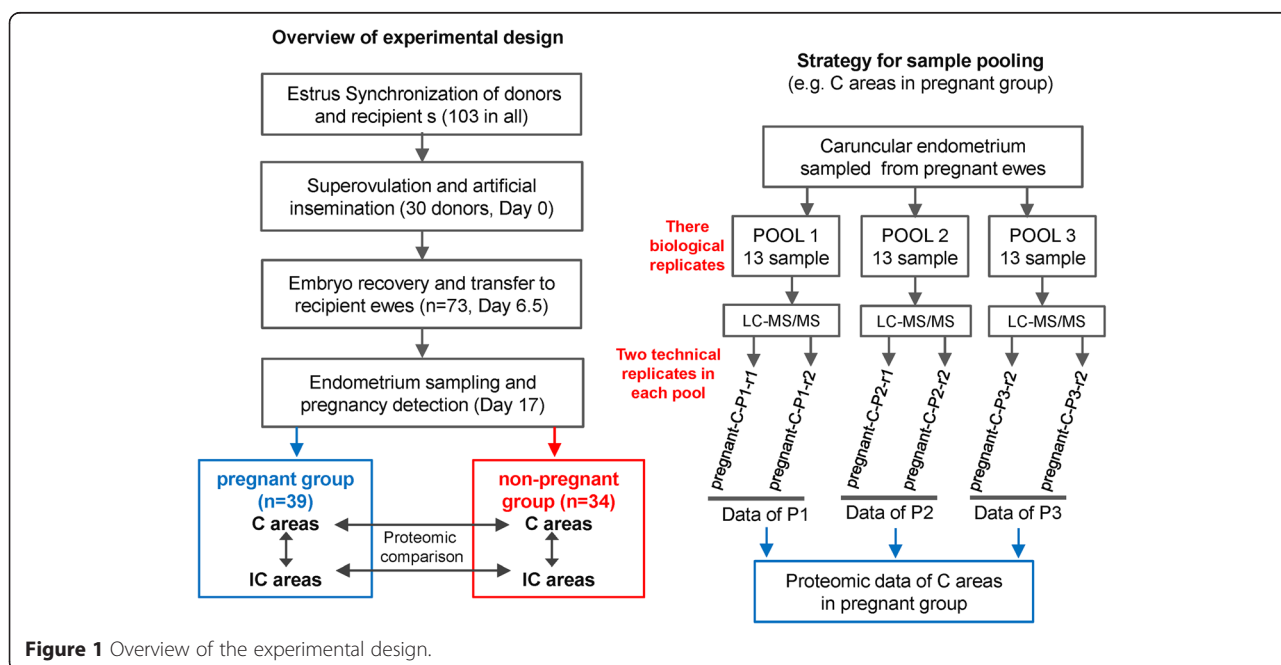 Overview of experimental design
Estrus Synchronization of donors
and recipient s (103 in all)
Superovulation and artificial
insemination (30 donors, Day 0)
Embryo recovery and transfer to
recipient ewes (n=73, Day 6.5)
Endometrium sampling and
pregnancy detection (Day 17)
pregnant group
(n=39)
C areas
IC areas
Proteomic
comparison
non-pregnant
group (n=34)
C areas
IC areas
Strategy for sample pooling
(e.g. C areas in pregnant group)
Caruncular endometrium
sampled from pregnant ewes
There
biological
replicates
POOL 1
13 sample
POOL 2
13 sample
POOL 3
13 sample
LC-MS/MS
LC-MS/MS
LC-MS/MS
Two technical
replicates in
each pool
pregnant-C-P1-r1
pregnant-C-P1-r2
pregnant-C-P2-r1
pregnant-C-P2-r2
pregnant-C-P3-r2
pregnant-C-P3-r2
Data of P1
Data of P2
Data of P3
Proteomic data of C areas
in pregnant group
Figure 1 Overview of the experimental design.